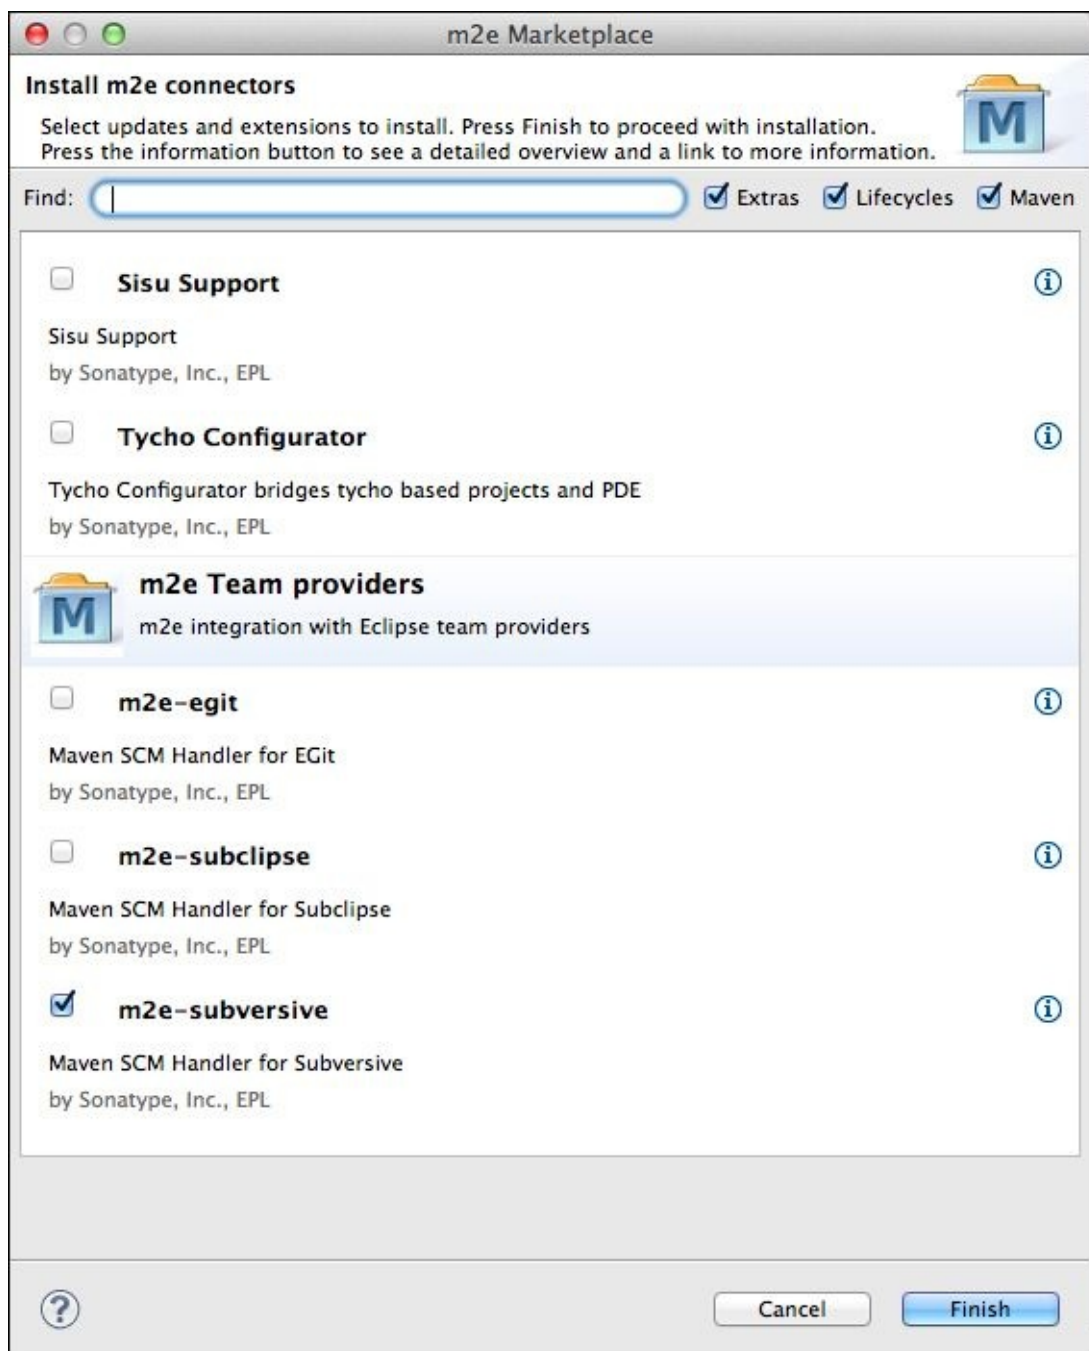 m2e Marketplace
Install m2e connectors
Select updates and extensions to install. Press Finish to proceed with installation.
Press the information button to see a detailed overview and a link to more information.
M
Find: Extras Lifecycles Maven
Sisu Support
Sisu Support
by Sonatype, Inc., EPL
Tycho Configurator
Tycho Configurator bridges tycho based projects and PDE
by Sonatype, Inc., EPL
M
m2e Team providers
m2e integration with Eclipse team providers
m2e-egit
Maven SCM Handler for EGit
by Sonatype, Inc., EPL
m2e-subclipse
Maven SCM Handler for Subclipse
by Sonatype, Inc., EPL
m2e-subversive
Maven SCM Handler for Subversive
by Sonatype, Inc., EPL
? Cancel Finish